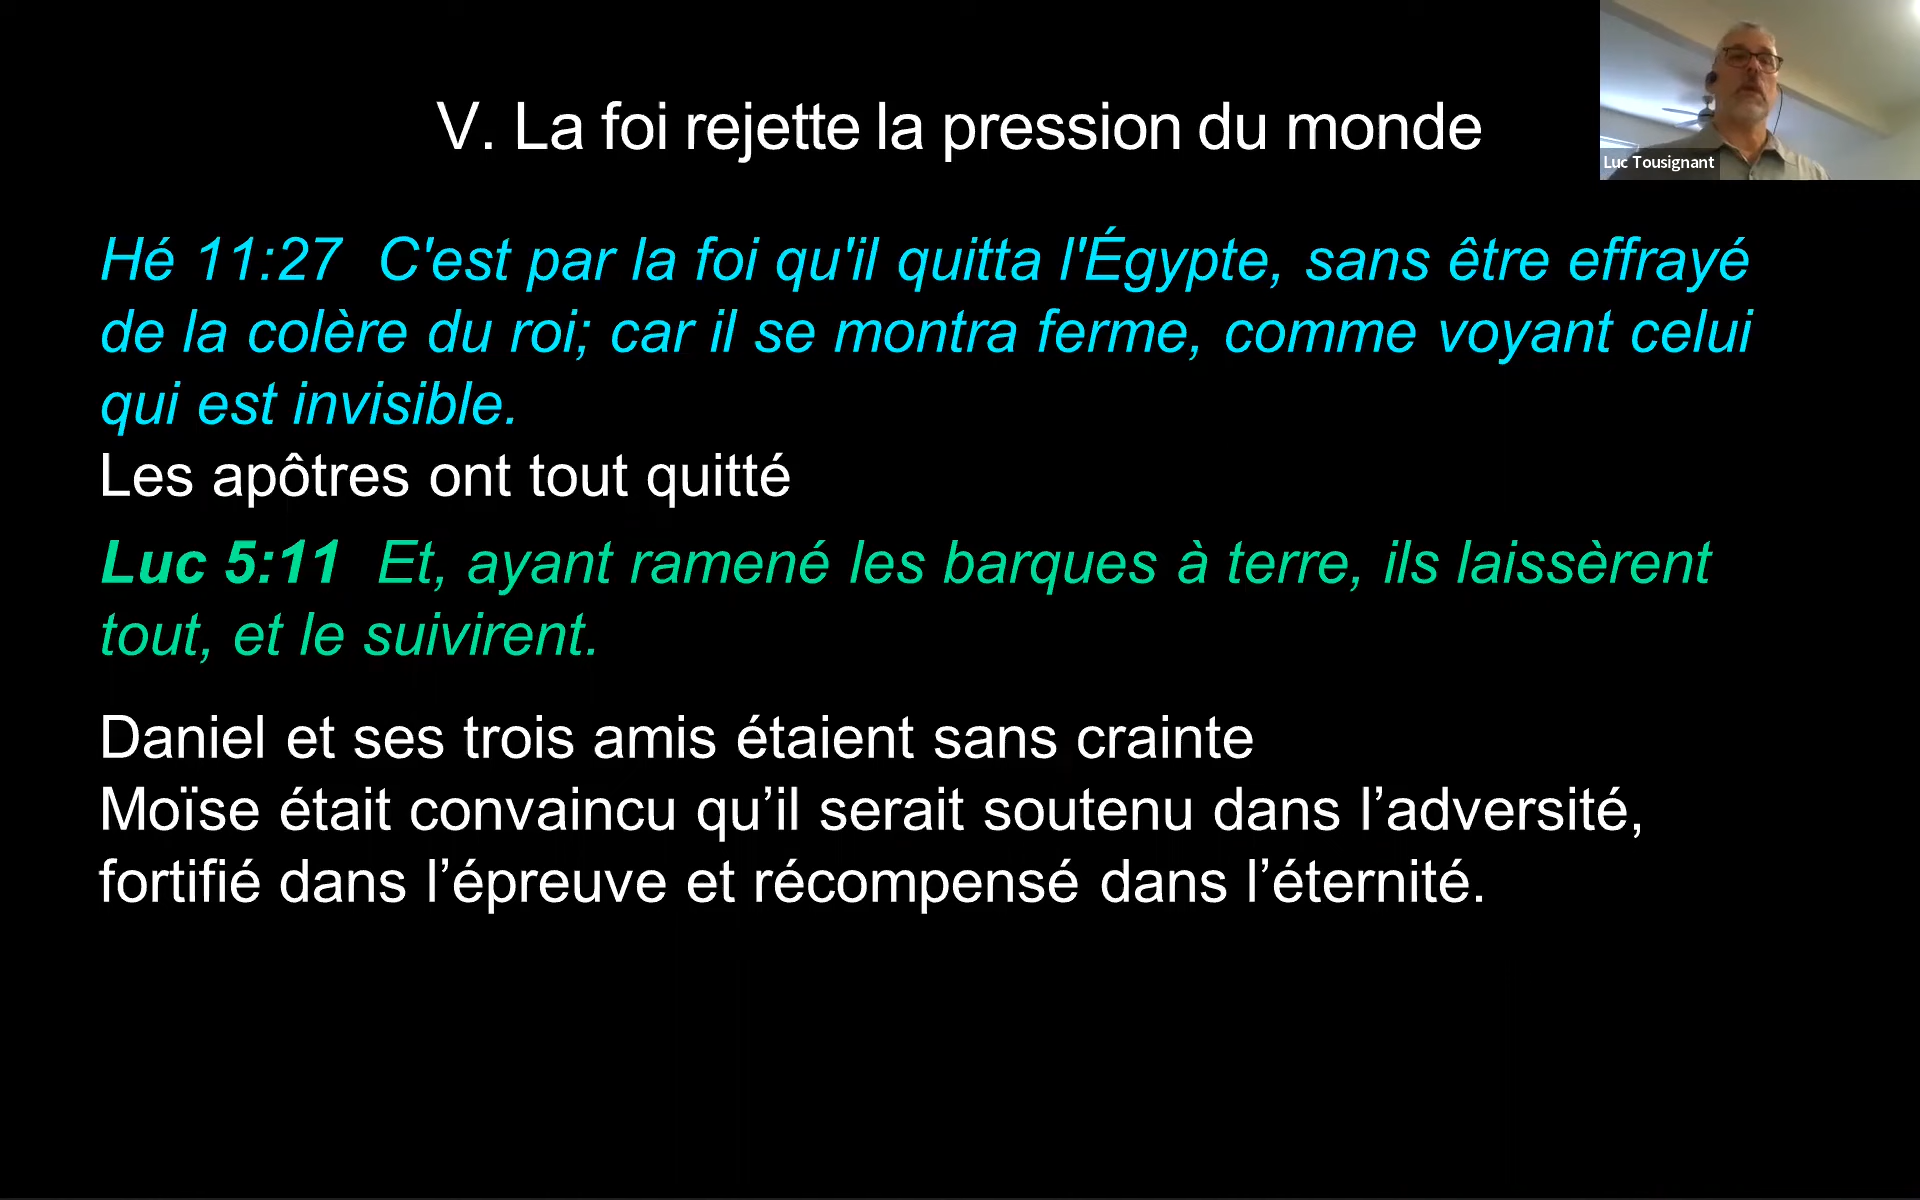 V. La foi rejette la pression du monde
Luc Tousignant
Hé 11:27  C'est par la foi qu'il quitta l'Égypte, sans être effrayé
de la colère du roi; car il se montra ferme, comme voyant celui
qui est invisible.
Les apôtres ont tout quitté
Luc 5:11  Et, ayant ramené les barques à terre, ils laissèrent
tout, et le suivirent.
Daniel et ses trois amis étaient sans crainte
Moïse était convaincu qu’il serait soutenu dans l’adversité,
fortifié dans l’épreuve et récompensé dans l’éternité.